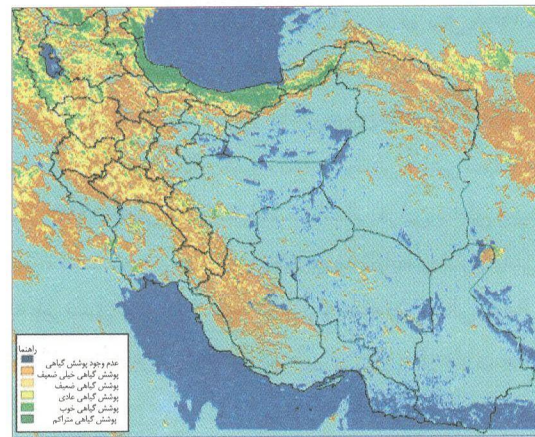 راهنما
عدم وجود پوشش گیاهی
پوشش گیاهی خیلی ضعیف
پوشش گیاهی ضعیف
پوشش گیاهی عادی
پوشش گیاهی خوب
پوشش گیاهی متراکم